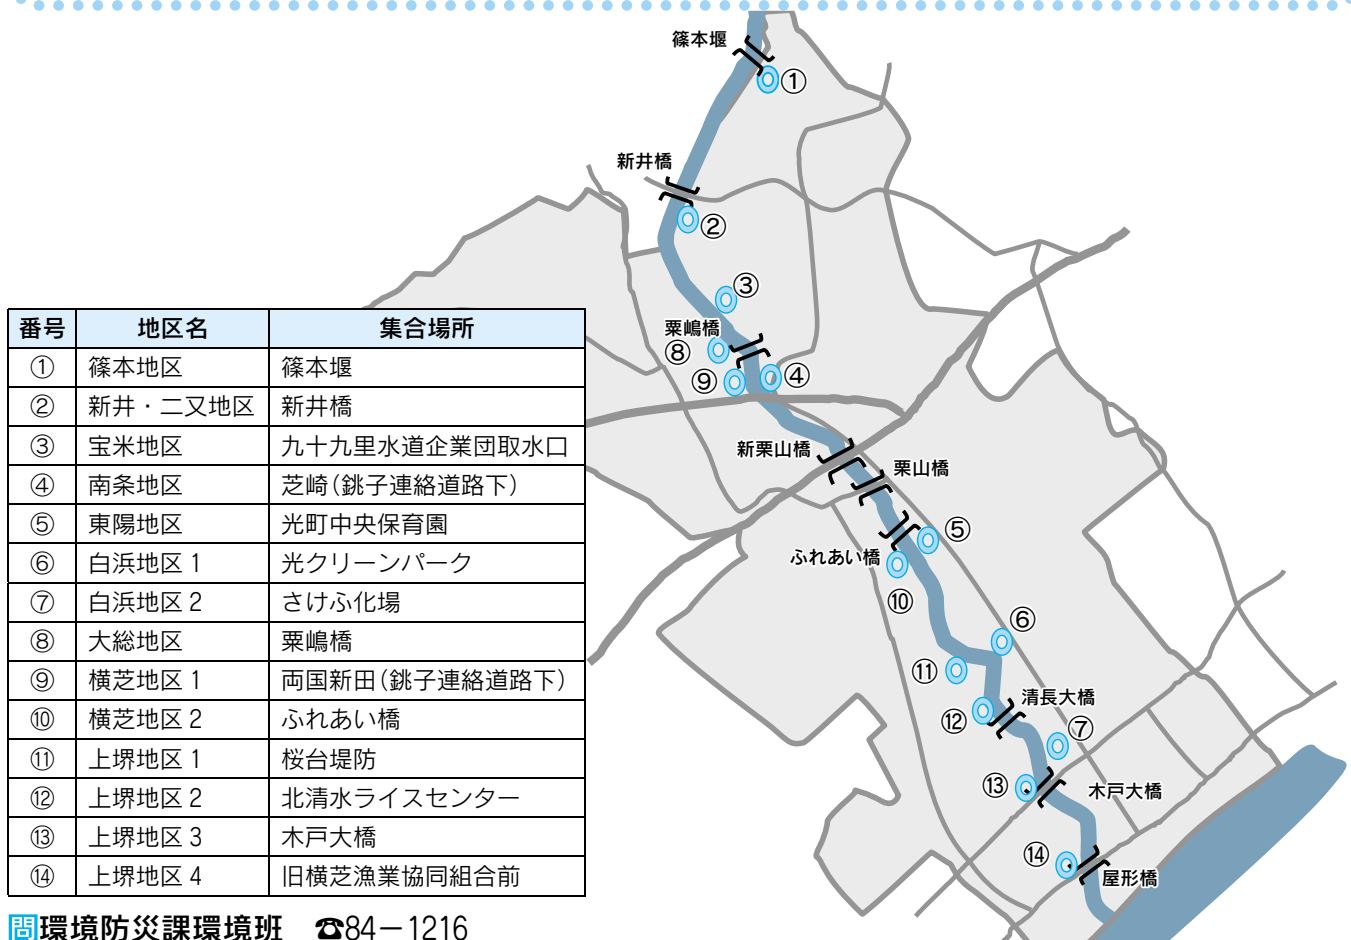 篠本堰
①
新井橋
②
③
粟嶋橋
⑧
⑨
④
新栗山橋
栗山橋
⑤
ふれあい橋
⑩
⑥
⑪
清長大橋
⑫
⑦
⑬
木戸大橋
⑭
屋形橋
番号 地区名 集合場所
① 篠本地区 篠本堰
② 新井・二又地区 新井橋
③ 宝米地区 九十九里水道企業団取水口
④ 南条地区 芝崎(銚子連絡道路下)
⑤ 東陽地区 光町中央保育園
⑥ 白浜地区1 光クリーンパーク
⑦ 白浜地区2 さけふ化場
⑧ 大総地区 粟嶋橋
⑨ 横芝地区1 両国新田(銚子連絡道路下)
⑩ 横芝地区2 ふれあい橋
⑪ 上堺地区1 桜台堤防
⑫ 上堺地区2 北清水ライスセンター
⑬ 上堺地区3 木戸大橋
⑭ 上堺地区4 旧横芝漁業協同組合前
問環境防災課環境班 ☎84−1216